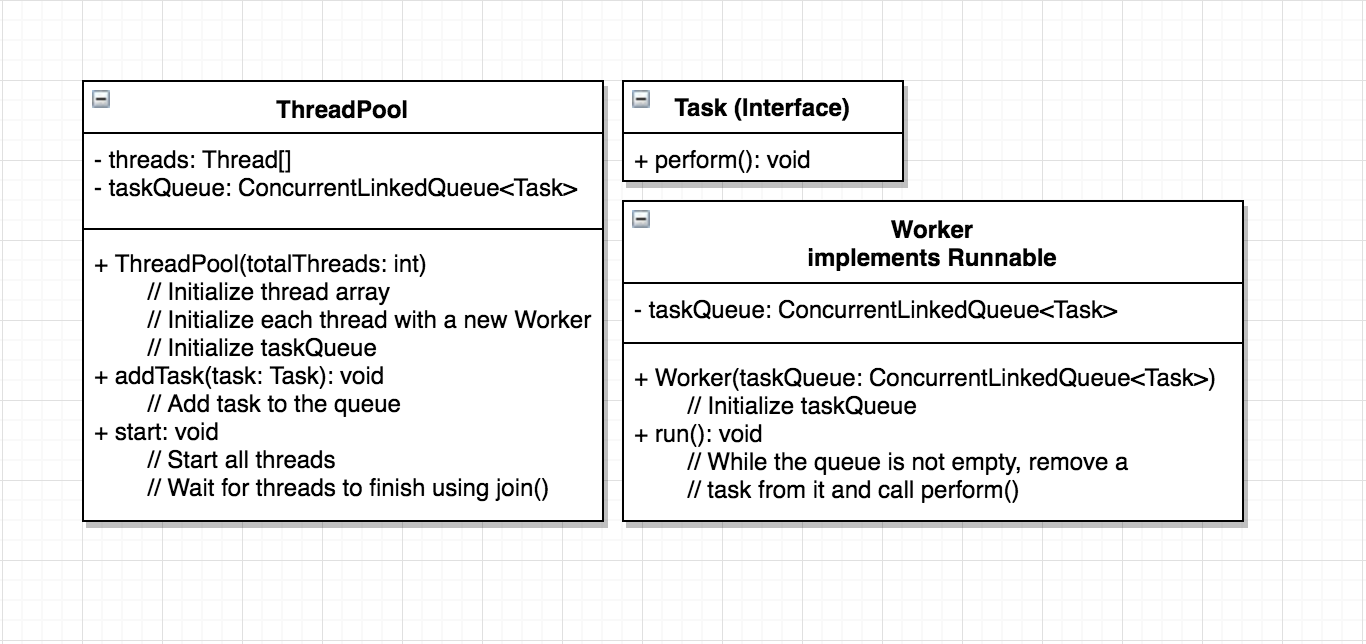 ThreadPool
- threads: Thread[]
- taskQueue: ConcurrentLinkedQueue<Task>
+ ThreadPool(totalThreads: int)
// Initialize thread array
// Initialize each thread with a new Worker
// Initialize taskQueue
+ addTask(task: Task): void
// Add task to the queue
+ start: void
// Start all threads
// Wait for threads to finish using join()
Task (Interface)
+ perform(): void
Worker
implements Runnable
- taskQueue: ConcurrentLinkedQueue<Task>
+ Worker(taskQueue: ConcurrentLinkedQueue<Task>)
// Initialize taskQueue
+ run(): void
// While the queue is not empty, remove a
// task from it and call perform()